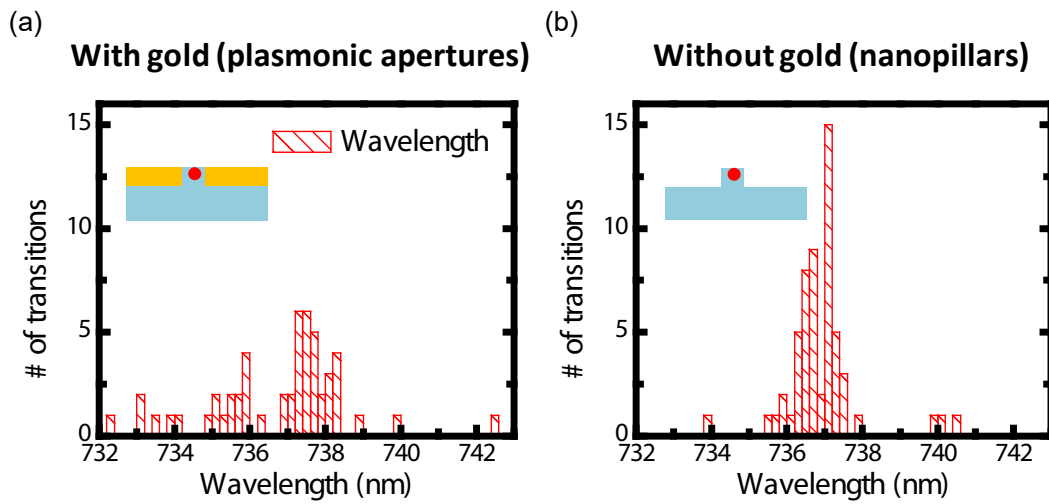 (a)
With gold (plasmonic apertures)
15
10
5
0
# of transitions
Wavelength
732
734
736
738
740
742
Wavelength (nm)
(b)
Without gold (nanopillars)
15
10
5
0
# of transitions
732
734
736
738
740
742
Wavelength (nm)